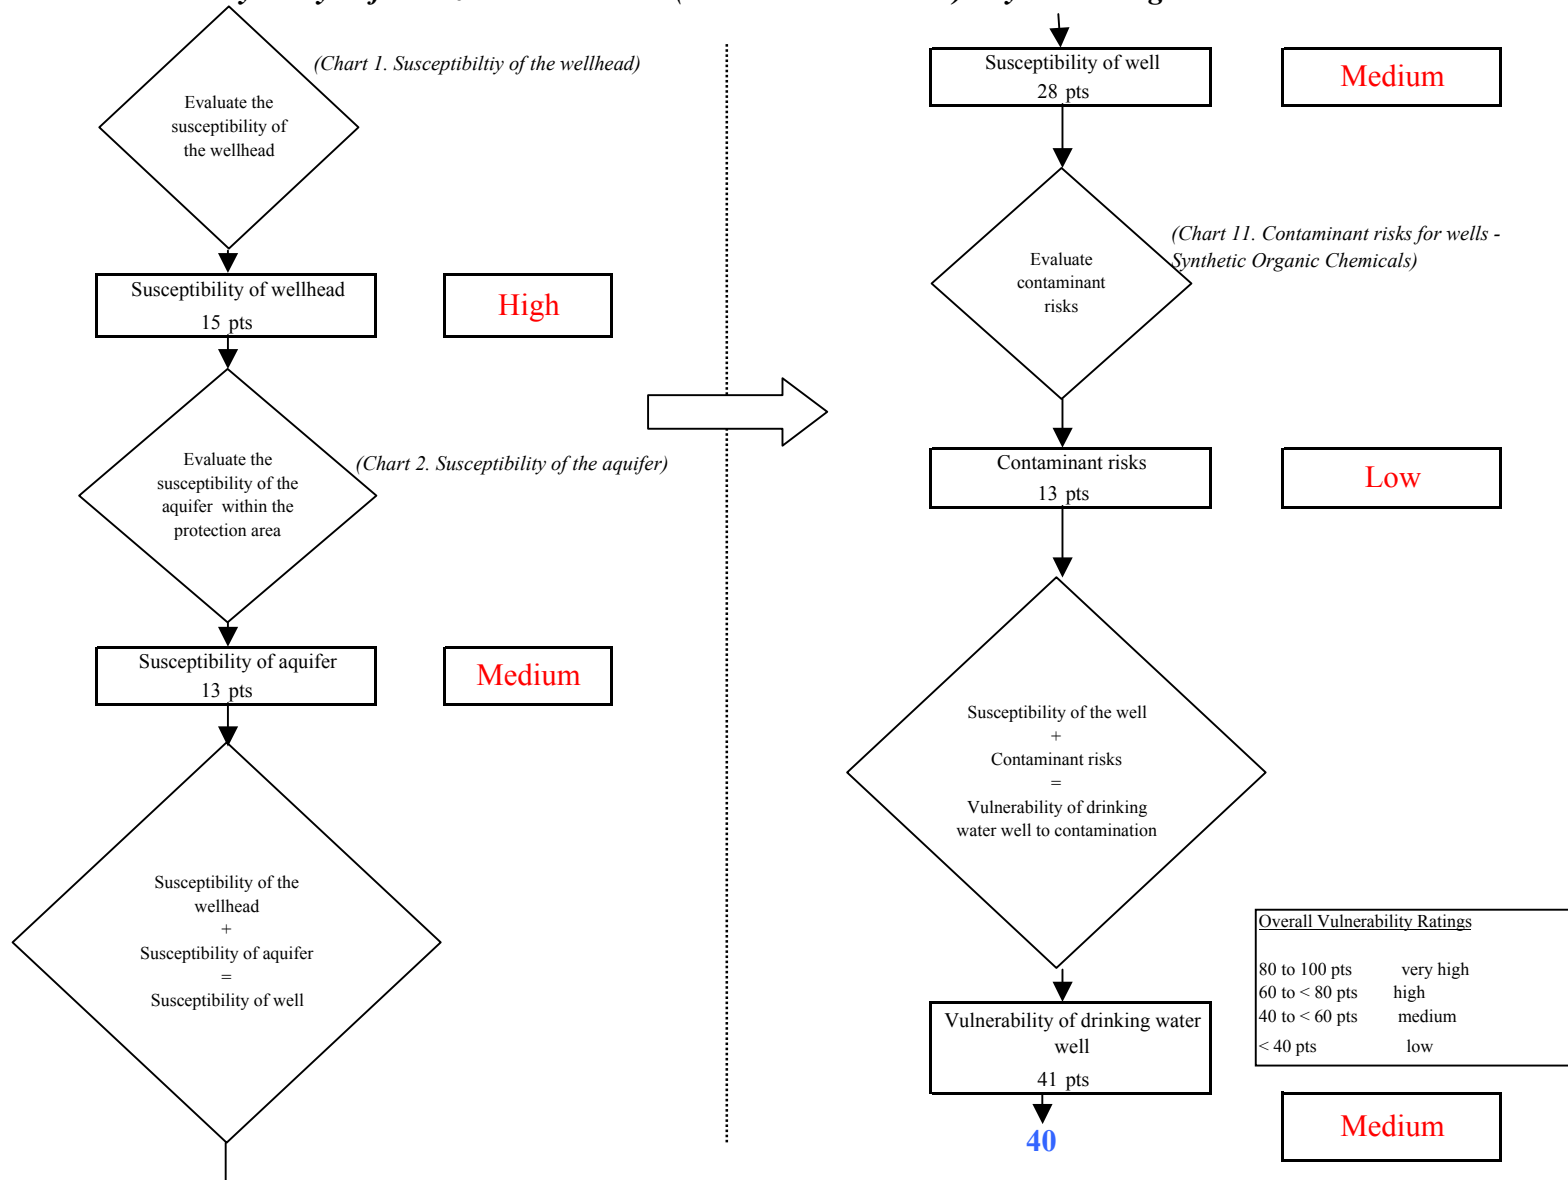 (Chart 1. Susceptibiltiy of the wellhead)
Evaluate the
susceptibility of
the wellhead
Susceptibility of wellhead
15 pts
High
Evaluate the
susceptibility of the
aquifer within the
protection area
(Chart 2. Susceptibility of the aquifer)
Susceptibility of aquifer
13 pts
Medium
Susceptibility of the
wellhead
+
Susceptibility of aquifer
=
Susceptibility of well
Susceptibility of well
28 pts
Medium
(Chart 11. Contaminant risks for wells -
Synthetic Organic Chemicals)
Evaluate
contaminant
risks
Contaminant risks
13 pts
Low
Susceptibility of the well
+
Contaminant risks
=
Vulnerability of drinking
water well to contamination
Overall Vulnerability Ratings
80 to 100 pts very high
60 to < 80 pts high
40 to < 60 pts medium
< 40 pts low
Vulnerability of drinking water
well
41 pts
40
Medium